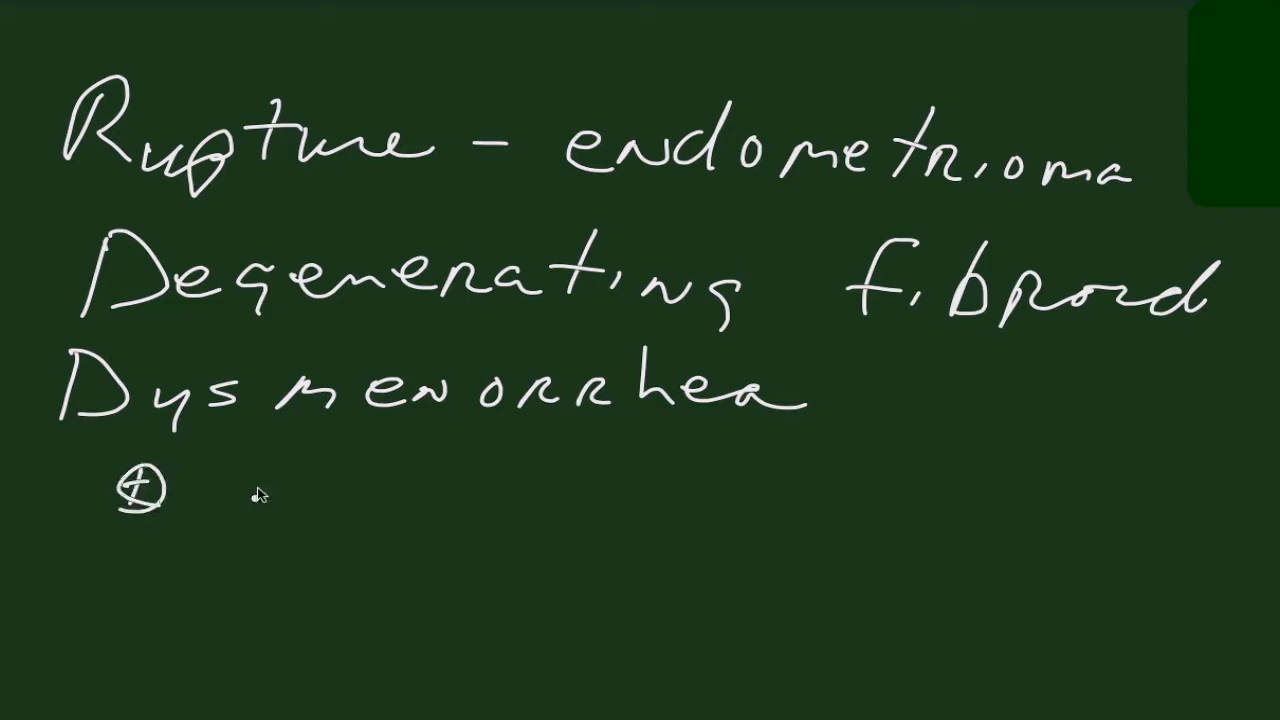 Rupture - endometrioma
Degenerating fibroid
Dysmenorrhea
⊕